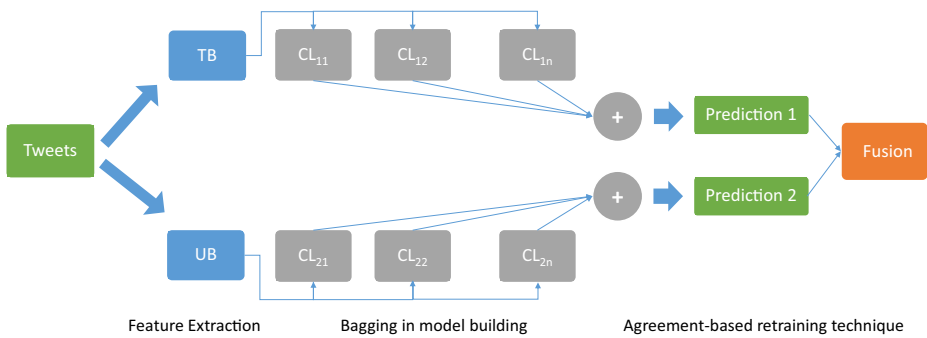 TB
CL11
CL12
CL1n
Tweets
+
Prediction 1
Fusion
+
Prediction 2
UB
CL21
CL22
CL2n
Feature Extraction
Bagging in model building
Agreement-based retraining technique